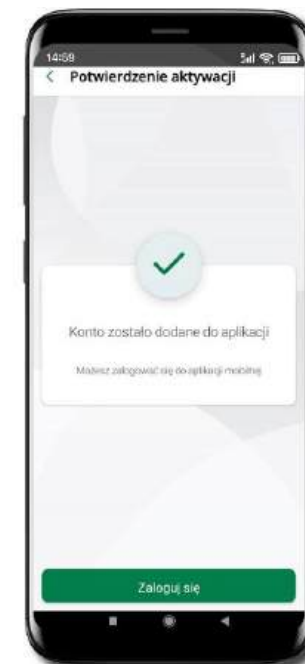 14:59
Potwierdzenie aktywacji
Konto zostało dodane do aplikacji
Możesz zalogować się do aplikacji mobilnej
Zaloguj się